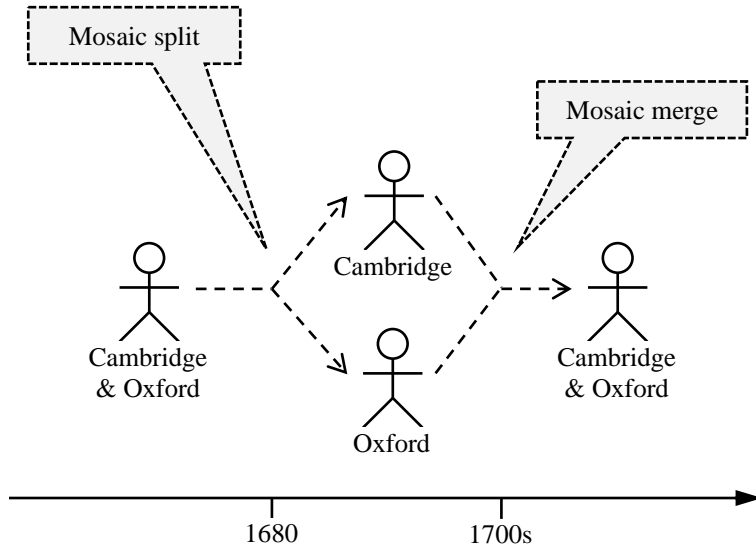 Mosaic split
Mosaic merge
Cambridge
Cambridge
& Oxford
Cambridge
& Oxford
Oxford
1680
1700s